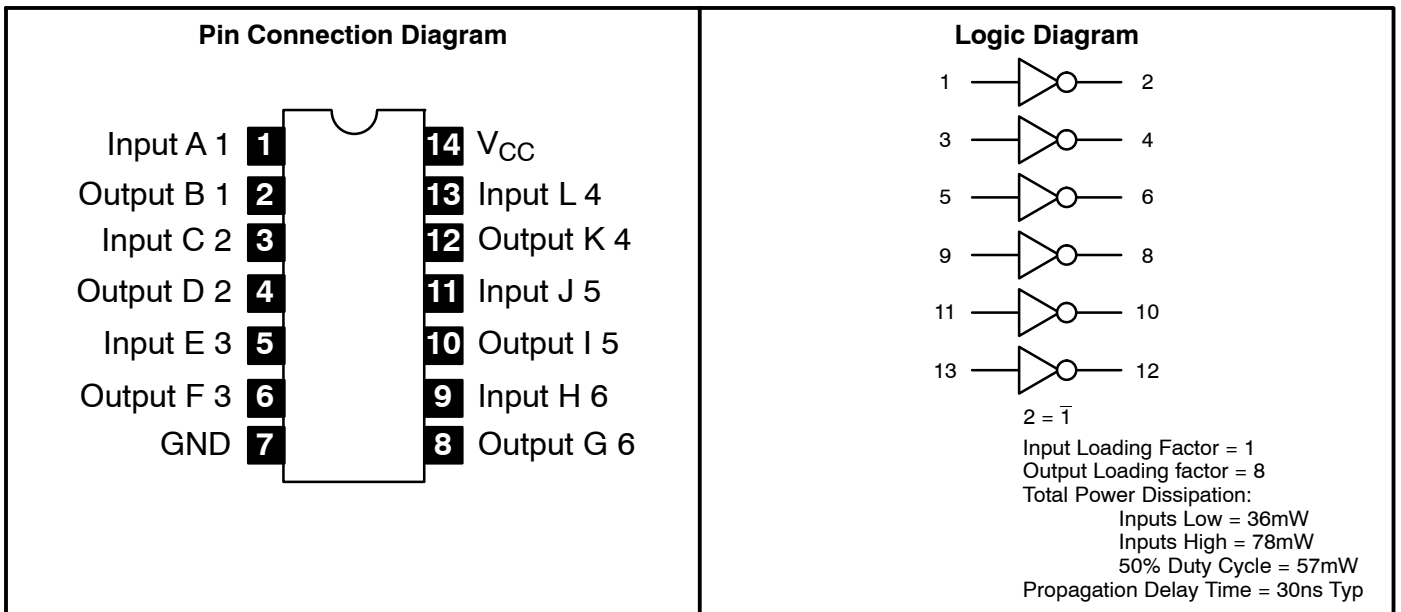 Pin Connection Diagram
Input A 1 1 14 VCC
Output B 1 2 13 Input L 4
Input C 2 3 12 Output K 4
Output D 2 4 11 Input J 5
Input E 3 5 10 Output I 5
Output F 3 6 9 Input H 6
GND 7 8 Output G 6
Logic Diagram
1 2
3 4
5 6
9 8
11 10
13 12
2 = 1̅
Input Loading Factor = 1
Output Loading factor = 8
Total Power Dissipation:
Inputs Low = 36mW
Inputs High = 78mW
50% Duty Cycle = 57mW
Propagation Delay Time = 30ns Typ